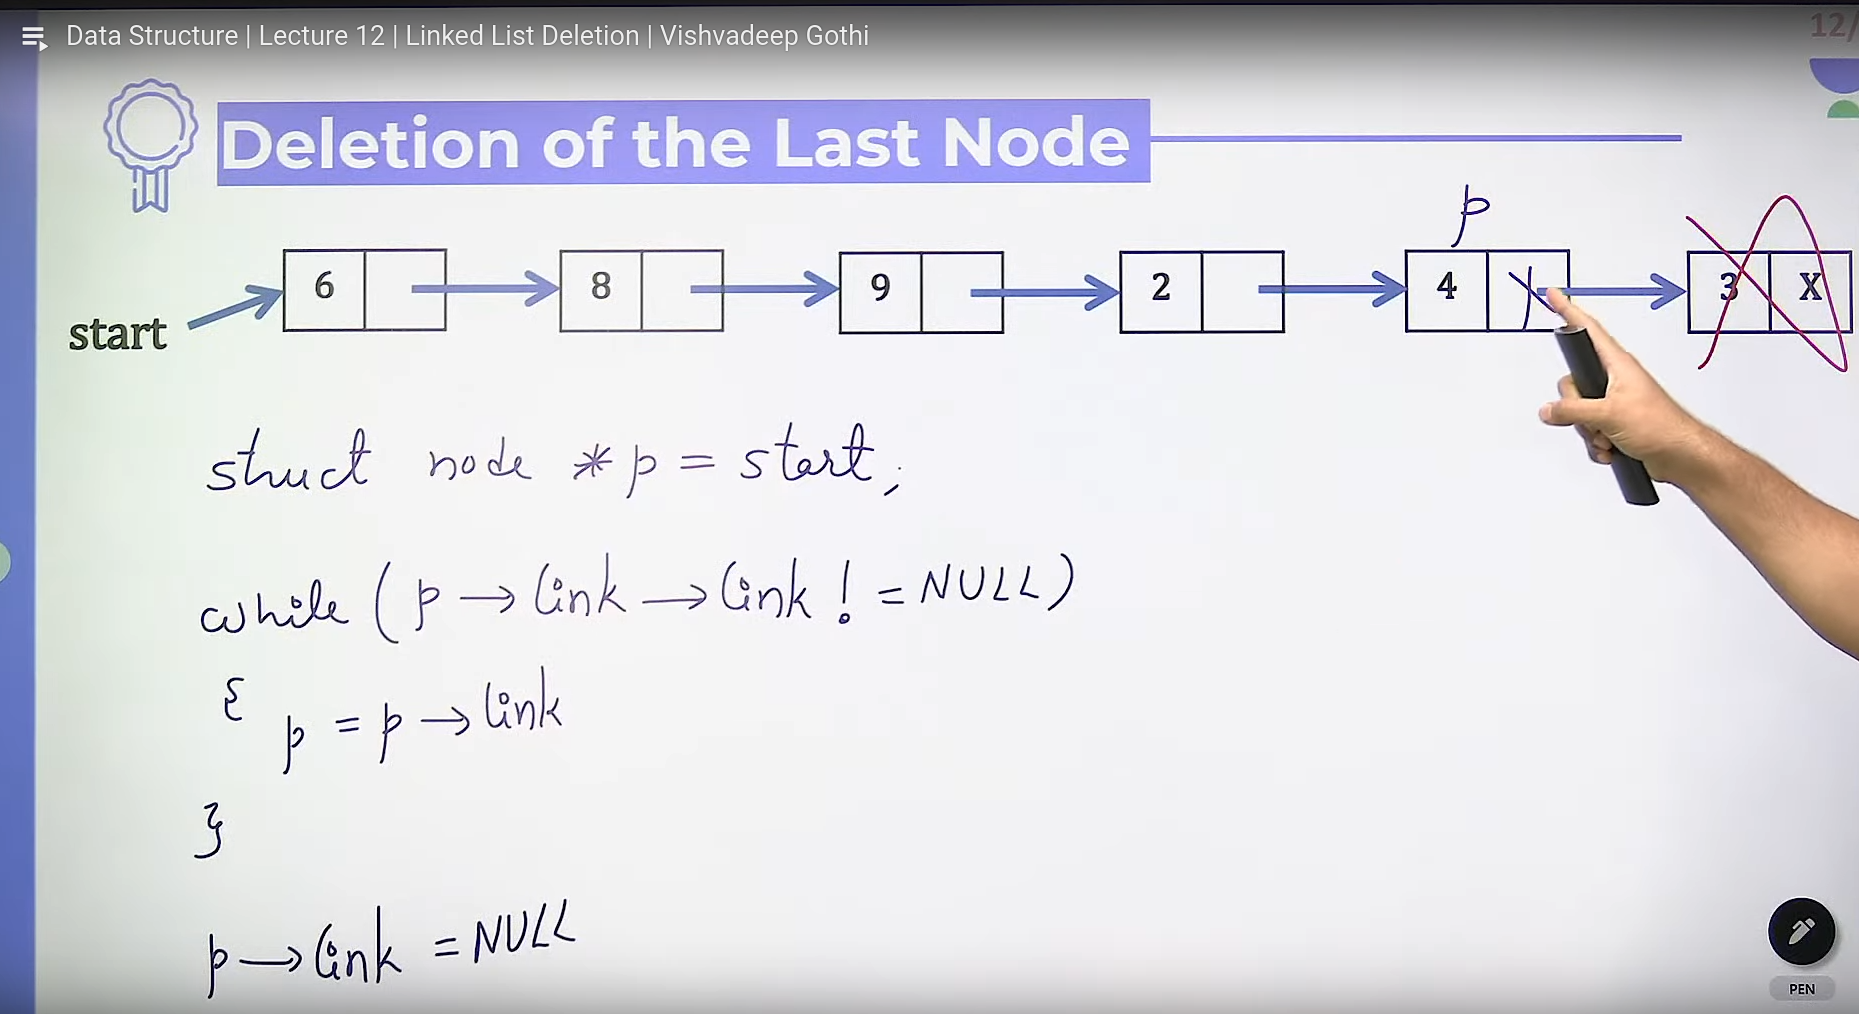 Data Structure | Lecture 12 | Linked List Deletion | Vishvadeep Gothi
12/
Deletion of the Last Node
p
6 8 9 2 4 3 X
start
struct node * p = start;
while (p → link → link != NULL)
{
p = p → link
}
p → link = NULL
PEN